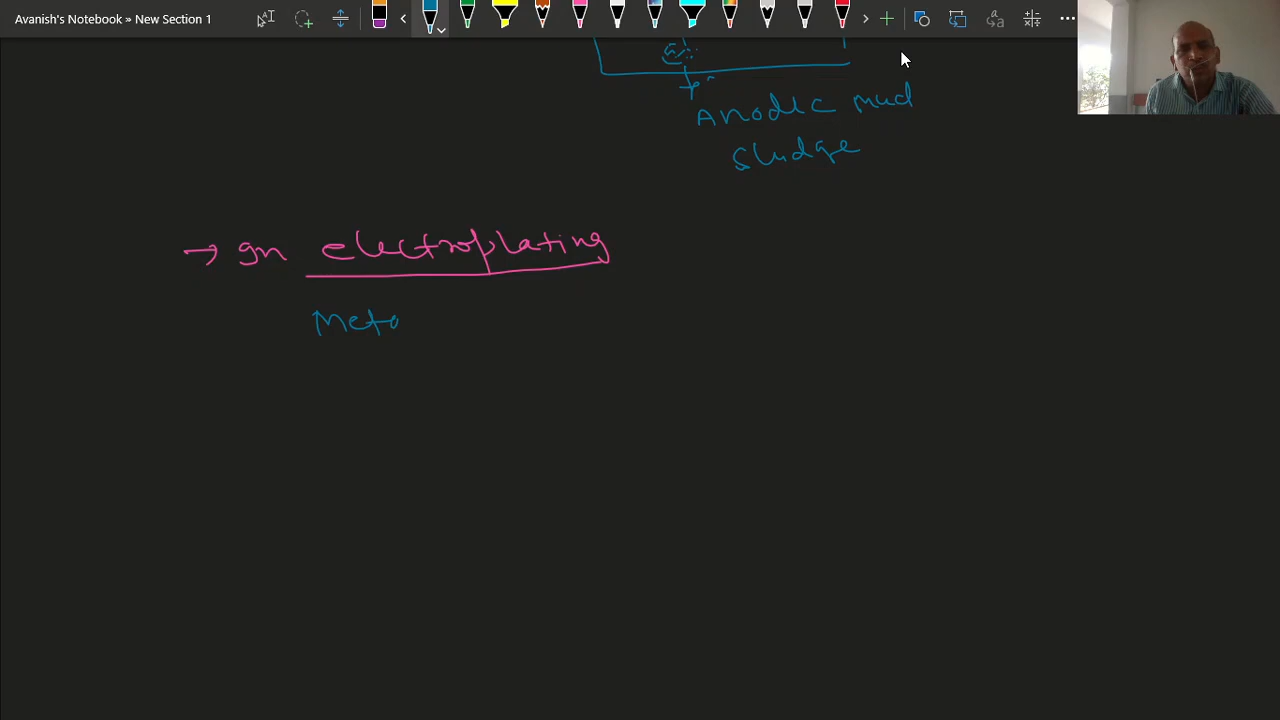 Avanish's Notebook » New Section 1
Anodic mud
sludge
→ In electroplating
Meta